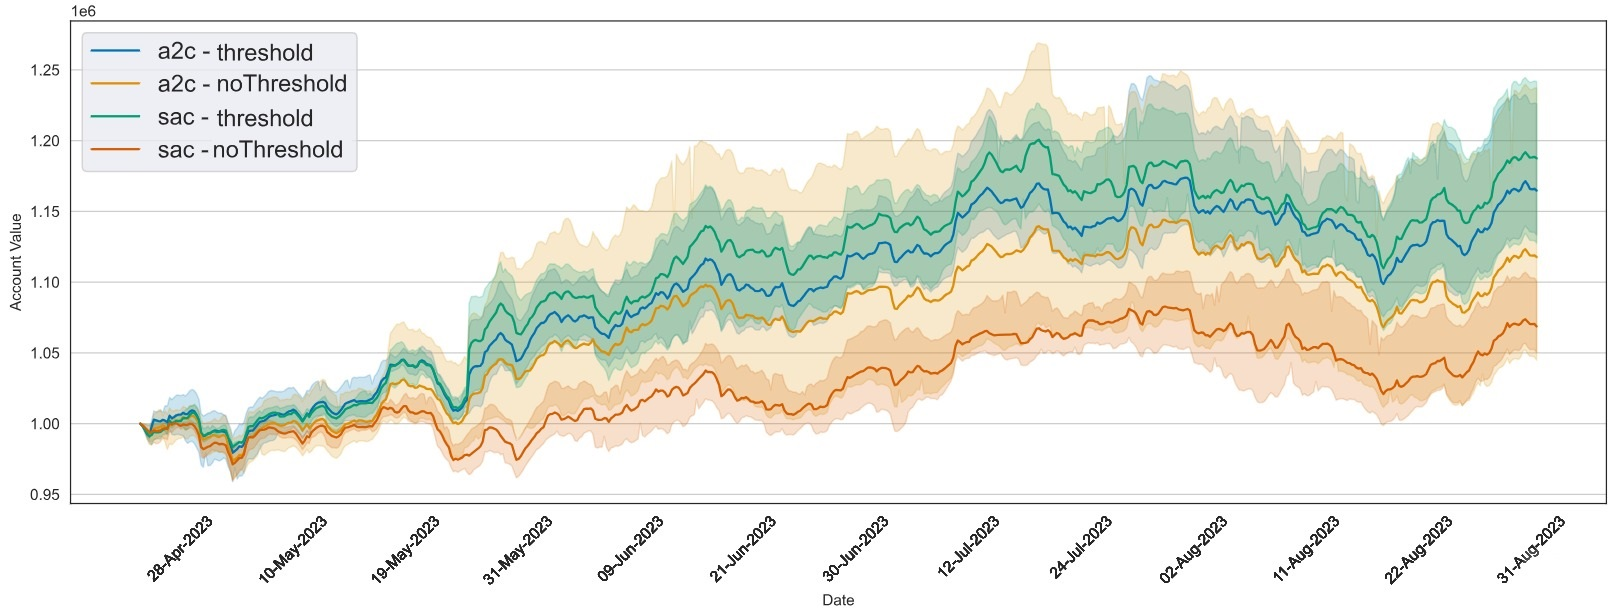 1e6
a2c - threshold
a2c - noThreshold
sac - threshold
sac - noThreshold
1.25
1.20
1.15
1.10
1.05
1.00
0.95
Account Value
28-Apr-2023
10-May-2023
19-May-2023
31-May-2023
09-Jun-2023
21-Jun-2023
30-Jun-2023
12-Jul-2023
24-Jul-2023
02-Aug-2023
11-Aug-2023
22-Aug-2023
31-Aug-2023
Date